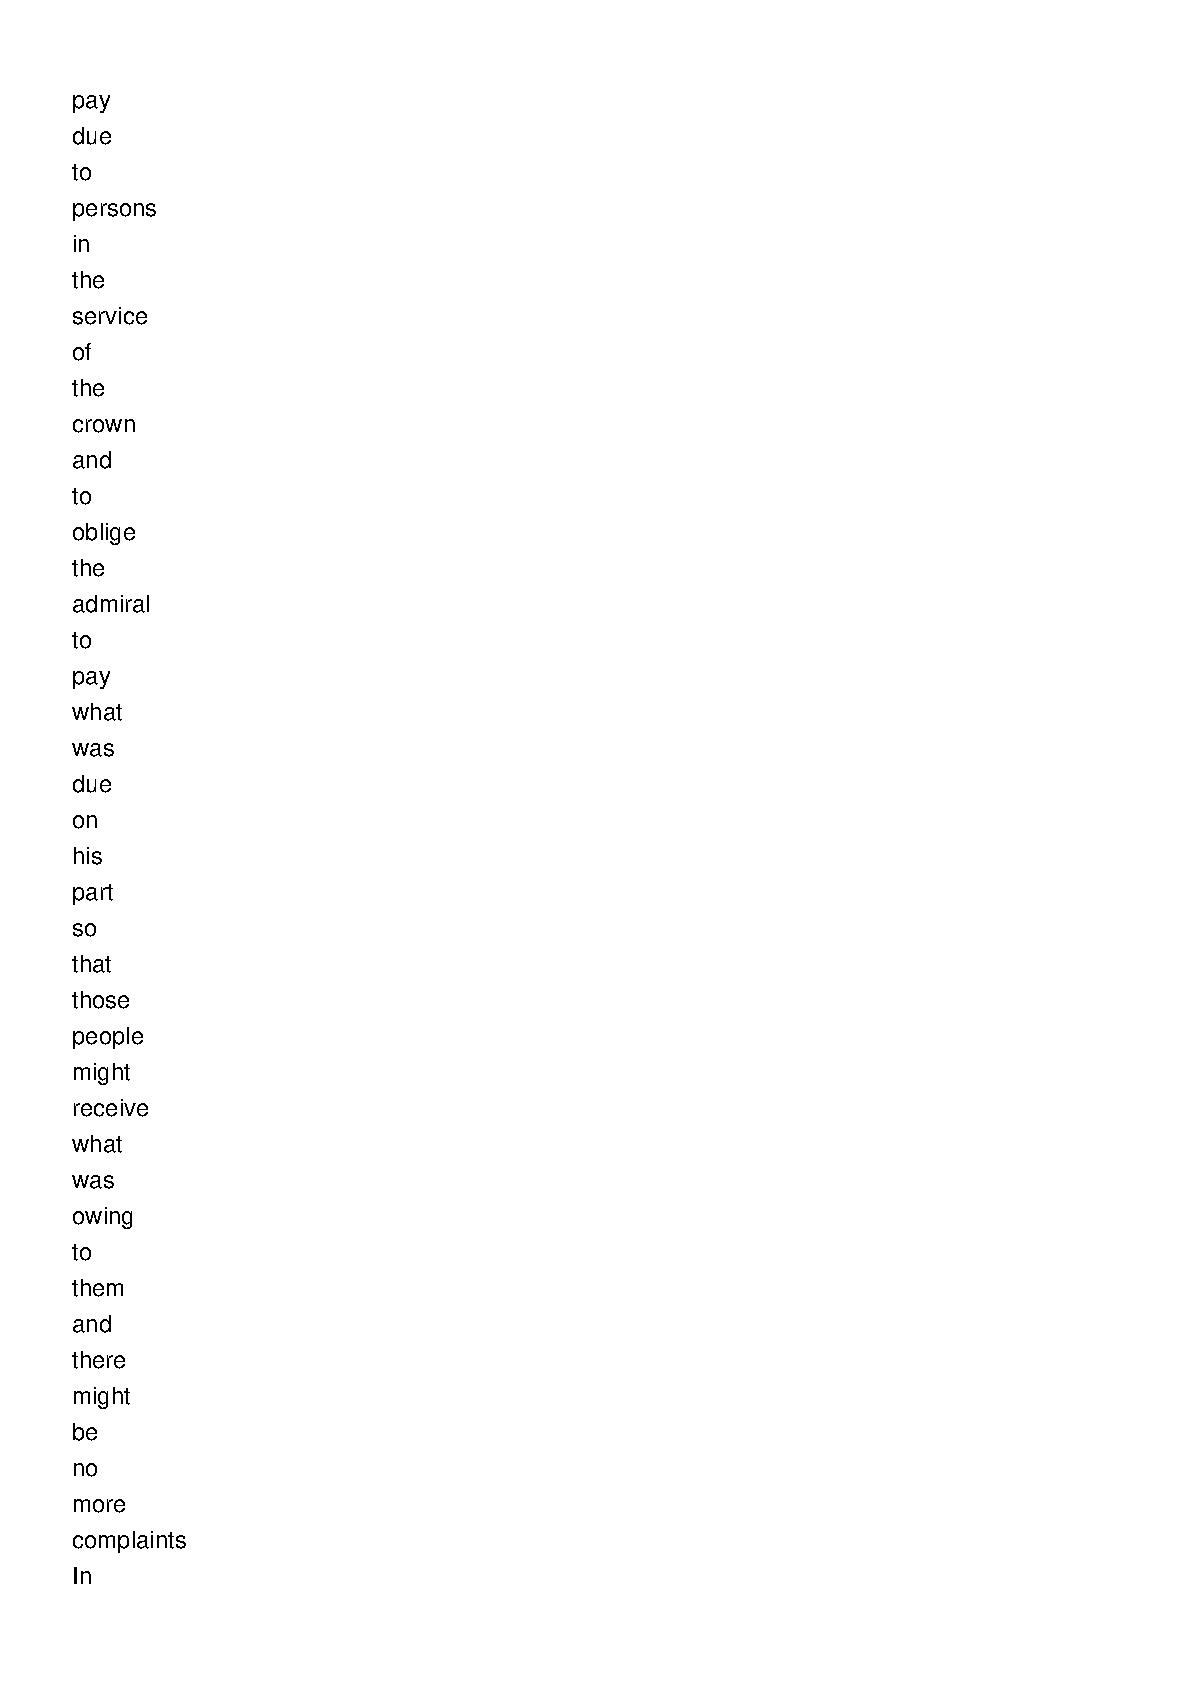 pay
due
to
persons
in
the
service
of
the
crown
and
to
oblige
the
admiral
to
pay
what
was
due
on
his
part
so
that
those
people
might
receive
what
was
owing
to
them
and
there
might
be
no
more
complaints
In